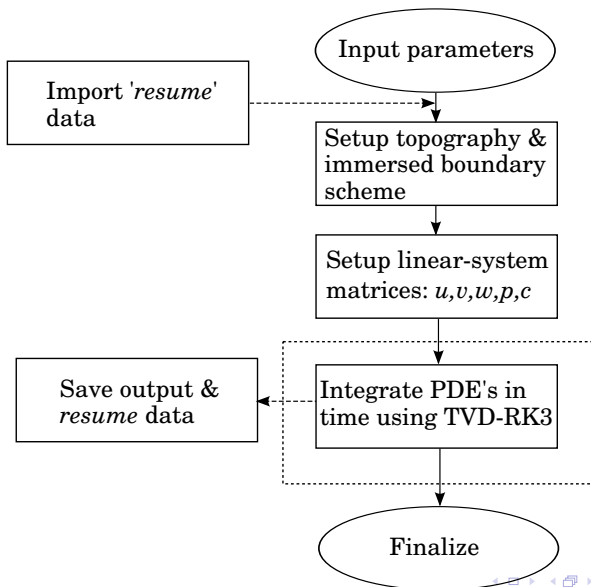 Input parameters
Import 'resume'
data
Setup topography &
immersed boundary
scheme
Setup linear-system
matrices: u,v,w,p,c
Save output &
resume data
Integrate PDE's in
time using TVD-RK3
Finalize